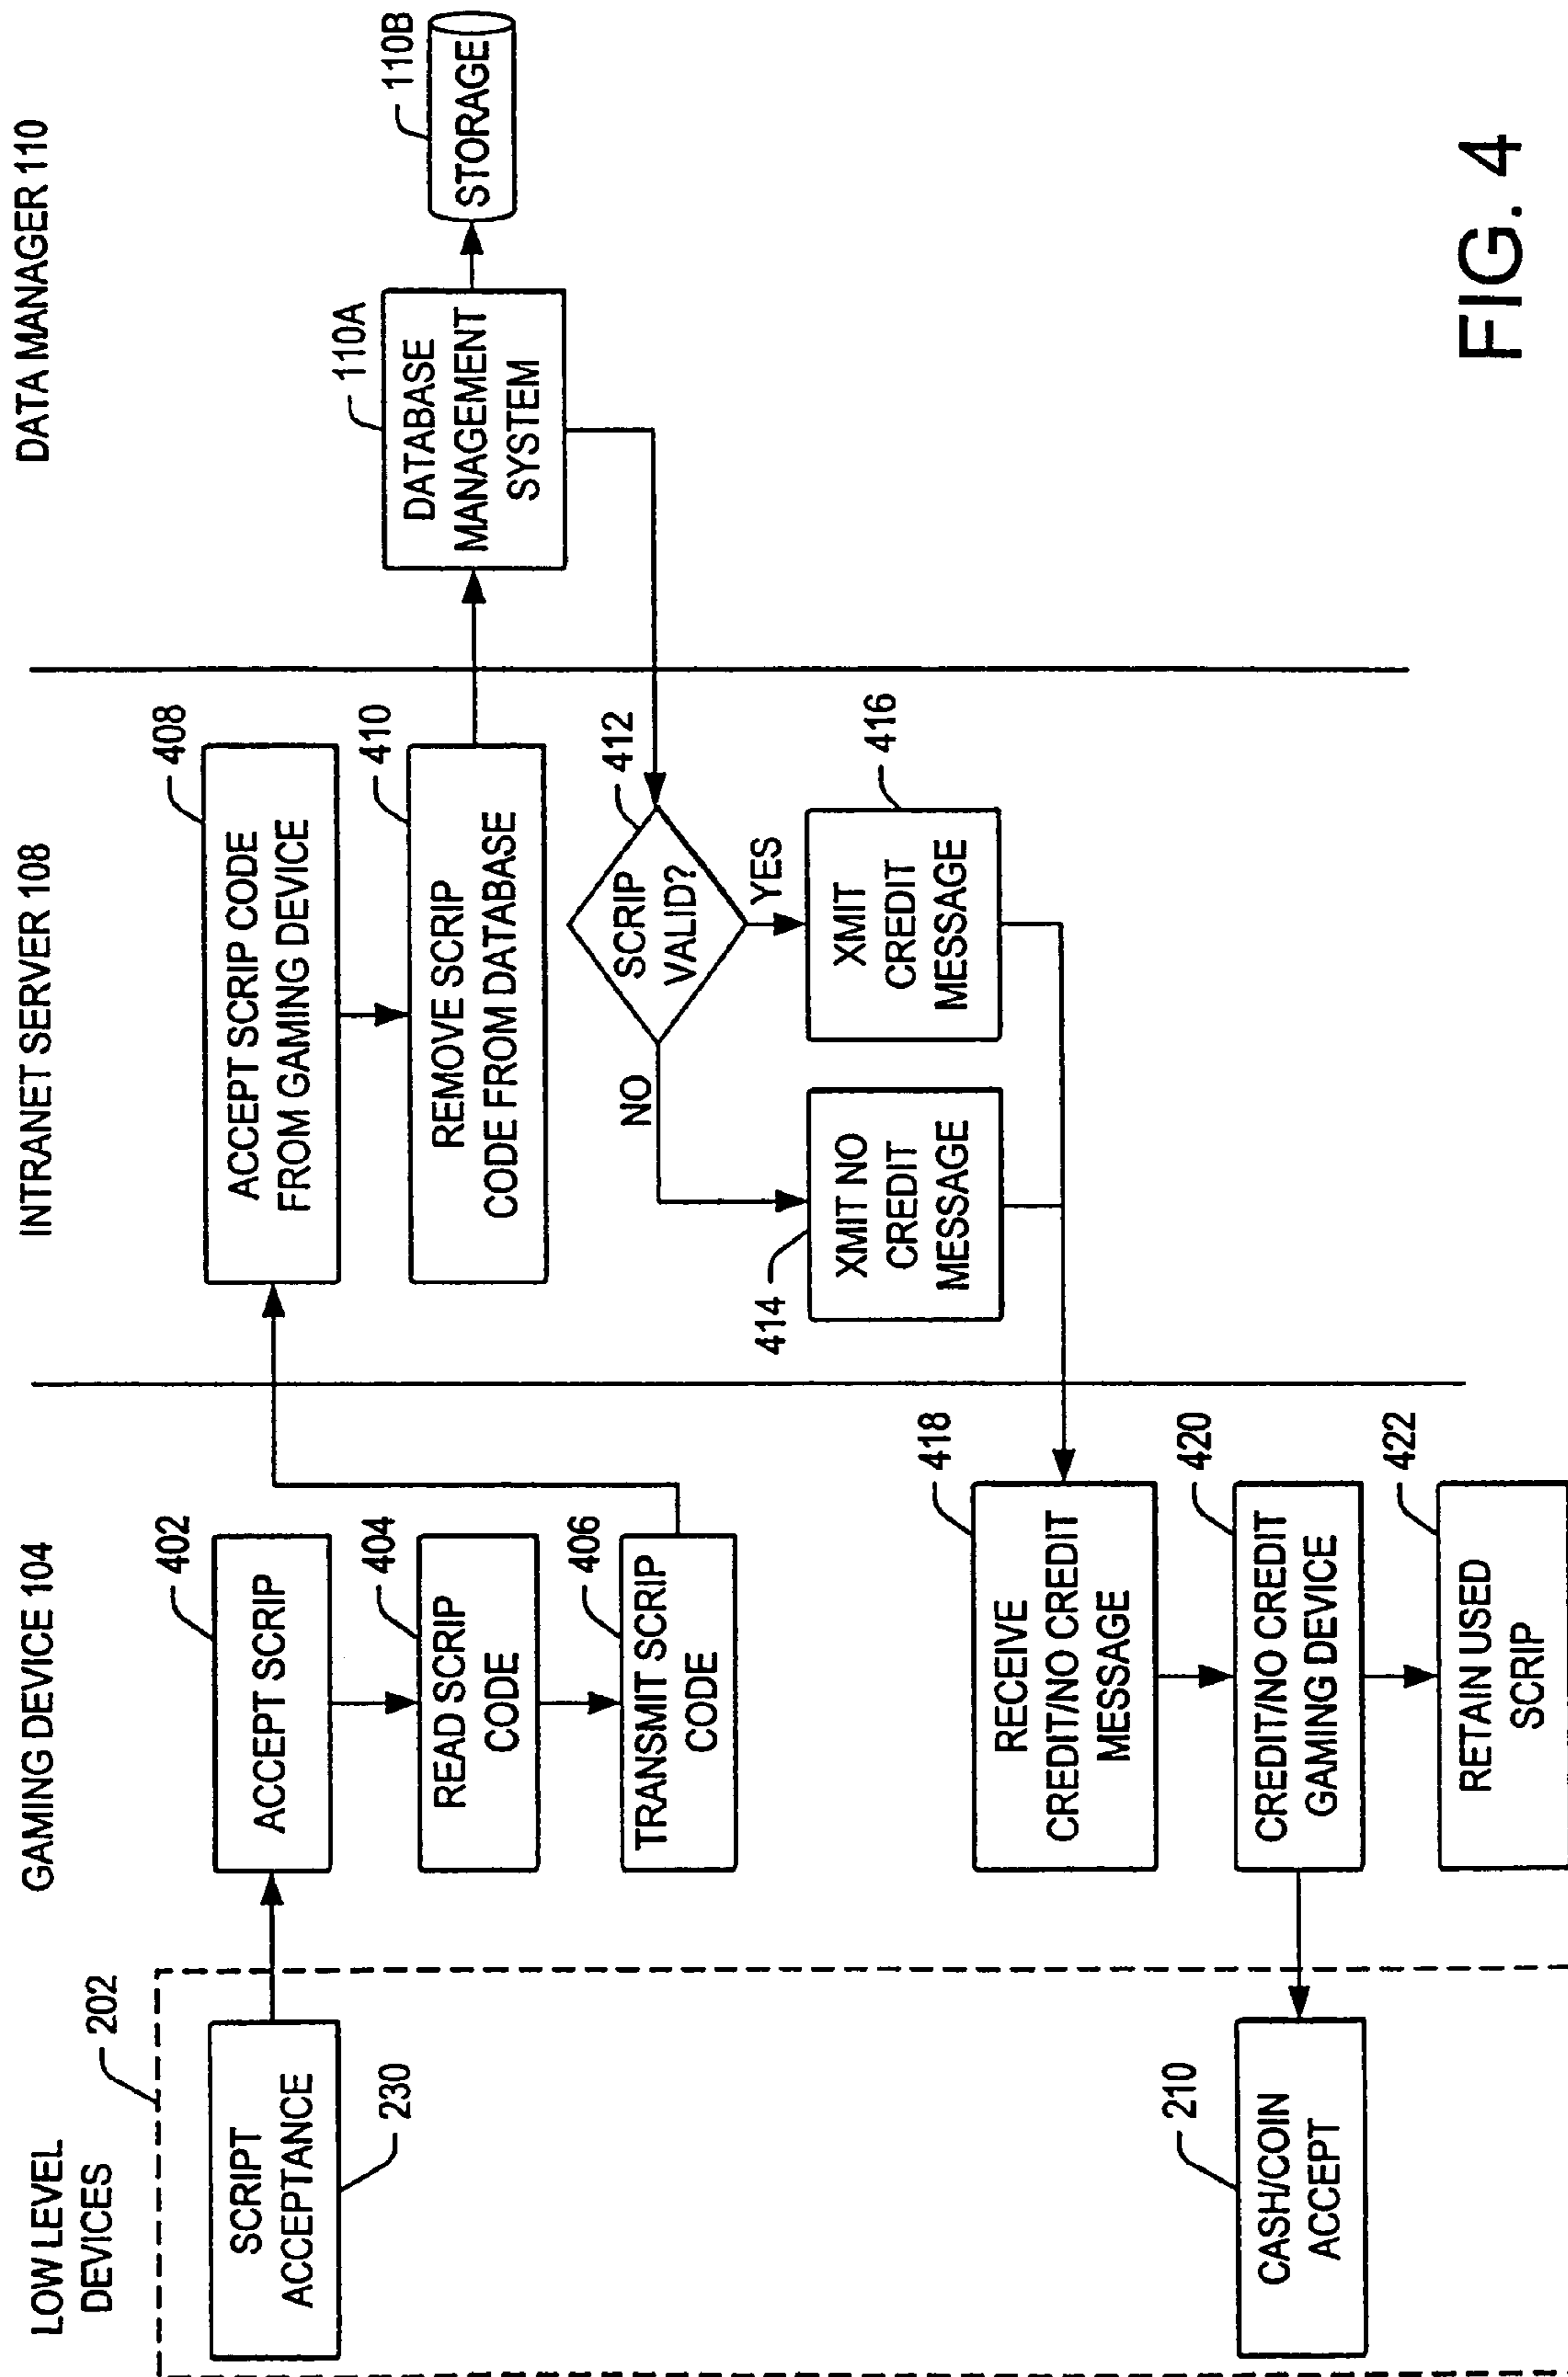 LOW LEVEL
DEVICES
GAMING DEVICE 104
INTRANET SERVER 108
DATA MANAGER 110
202
SCRIPT
ACCEPTANCE
230
402
ACCEPT SCRIP
404
READ SCRIP
CODE
406
TRANSMIT SCRIP
CODE
408
ACCEPT SCRIP CODE
FROM GAMING DEVICE
410
REMOVE SCRIP
CODE FROM DATABASE
110A
DATABASE
MANAGEMENT
SYSTEM
110B
STORAGE
412
SCRIP
VALID?
NO
YES
414
XMIT NO
CREDIT
MESSAGE
416
XMIT
CREDIT
MESSAGE
418
RECEIVE
CREDIT/NO CREDIT
MESSAGE
420
CREDIT/NO CREDIT
GAMING DEVICE
210
CASH/COIN
ACCEPT
422
RETAIN USED
SCRIP
FIG. 4